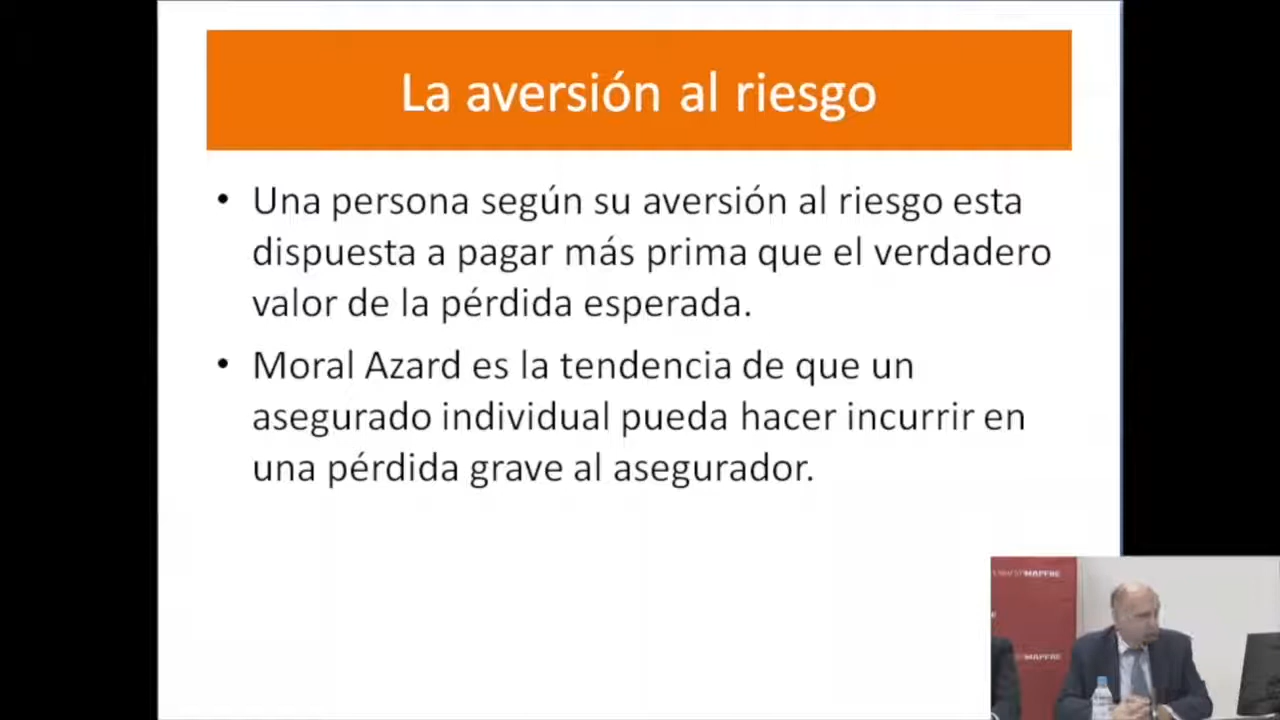 La aversión al riesgo
• Una persona según su aversión al riesgo esta
dispuesta a pagar más prima que el verdadero
valor de la pérdida esperada.
• Moral Azard es la tendencia de que un
asegurado individual pueda hacer incurrir en
una pérdida grave al asegurador.
MAPFRE
MAPFRE